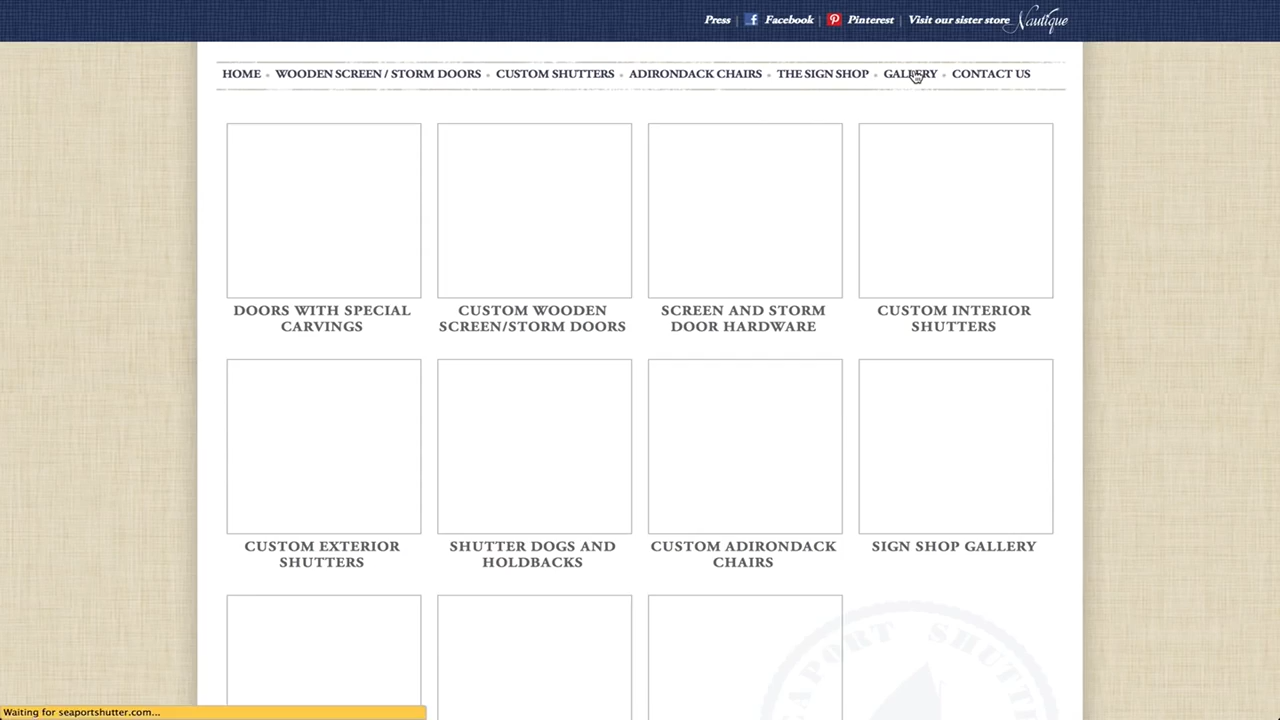 Press | Facebook | Pinterest | Visit our sister store Nautique
HOME • WOODEN SCREEN / STORM DOORS • CUSTOM SHUTTERS • ADIRONDACK CHAIRS • THE SIGN SHOP • GALLERY • CONTACT US
DOORS WITH SPECIAL
CARVINGS
CUSTOM WOODEN
SCREEN/STORM DOORS
SCREEN AND STORM
DOOR HARDWARE
CUSTOM INTERIOR
SHUTTERS
CUSTOM EXTERIOR
SHUTTERS
SHUTTER DOGS AND
HOLDBACKS
CUSTOM ADIRONDACK
CHAIRS
SIGN SHOP GALLERY
Waiting for seaportshutter.com...